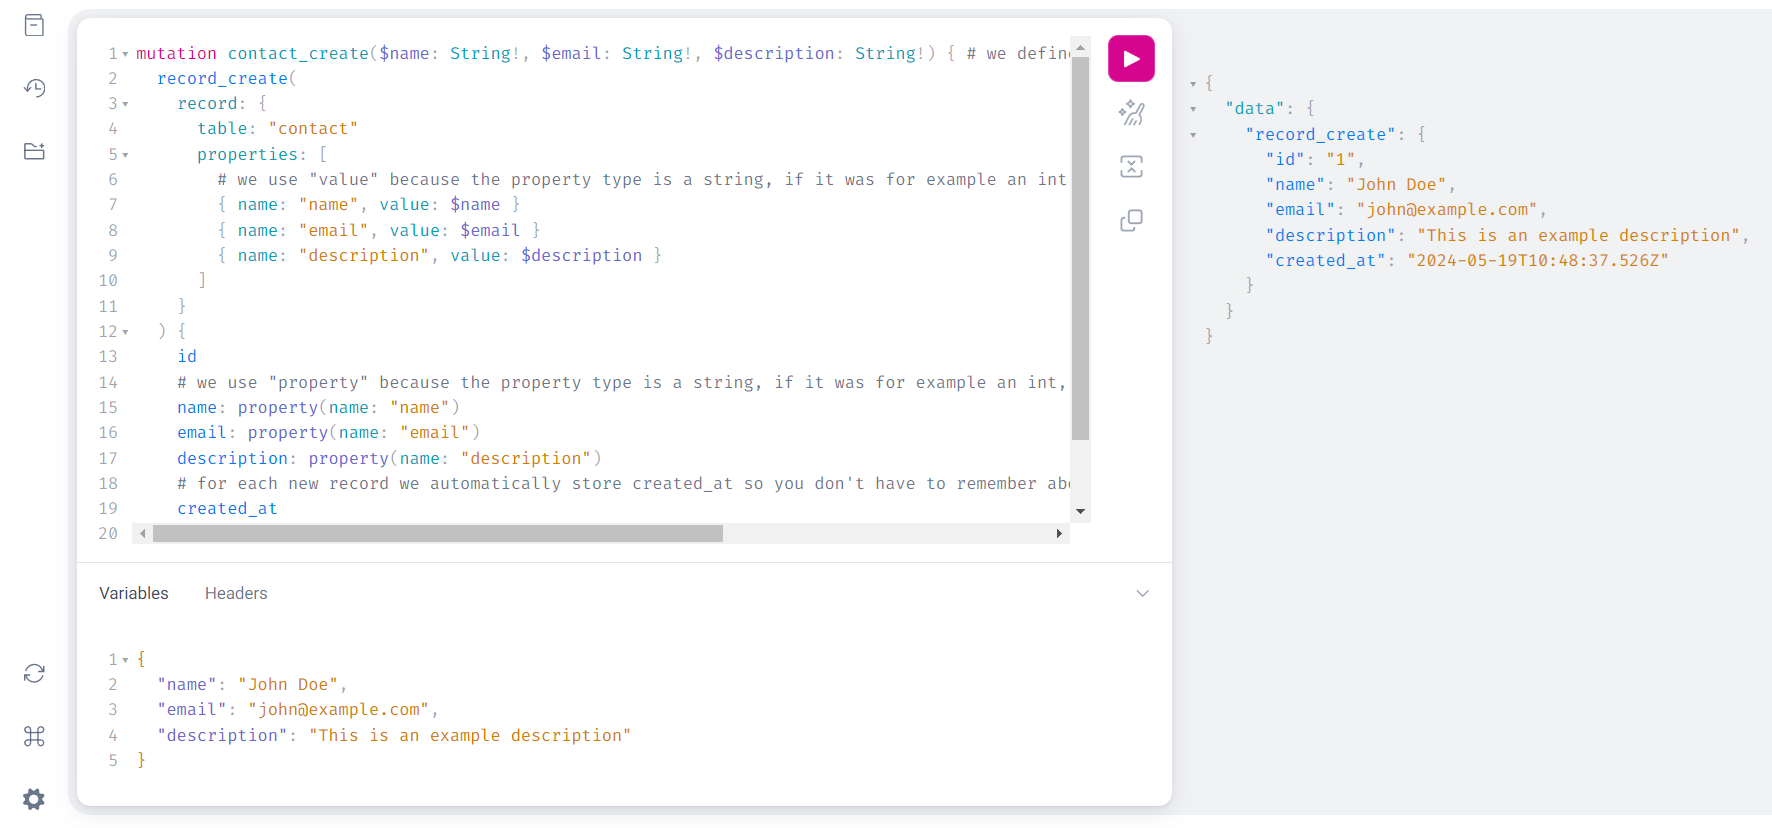 1 mutation contact_create($name: String!, $email: String!, $description: String!) { # we define
2 record_create(
3 record: {
4 table: "contact"
5 properties: [
6 # we use "value" because the property type is a string, if it was for example an int
7 { name: "name", value: $name }
8 { name: "email", value: $email }
9 { name: "description", value: $description }
10 ]
11 }
12 ) {
13 id
14 # we use "property" because the property type is a string, if it was for example an int,
15 name: property(name: "name")
16 email: property(name: "email")
17 description: property(name: "description")
18 # for each new record we automatically store created_at so you don't have to remember
19 created_at
20
Variables Headers
1 {
2 "name": "John Doe",
3 "email": "john@example.com",
4 "description": "This is an example description"
5 }
{
"data": {
"record_create": {
"id": "1",
"name": "John Doe",
"email": "john@example.com",
"description": "This is an example description",
"created_at": "2024-05-19T10:48:37.526Z"
}
}
}